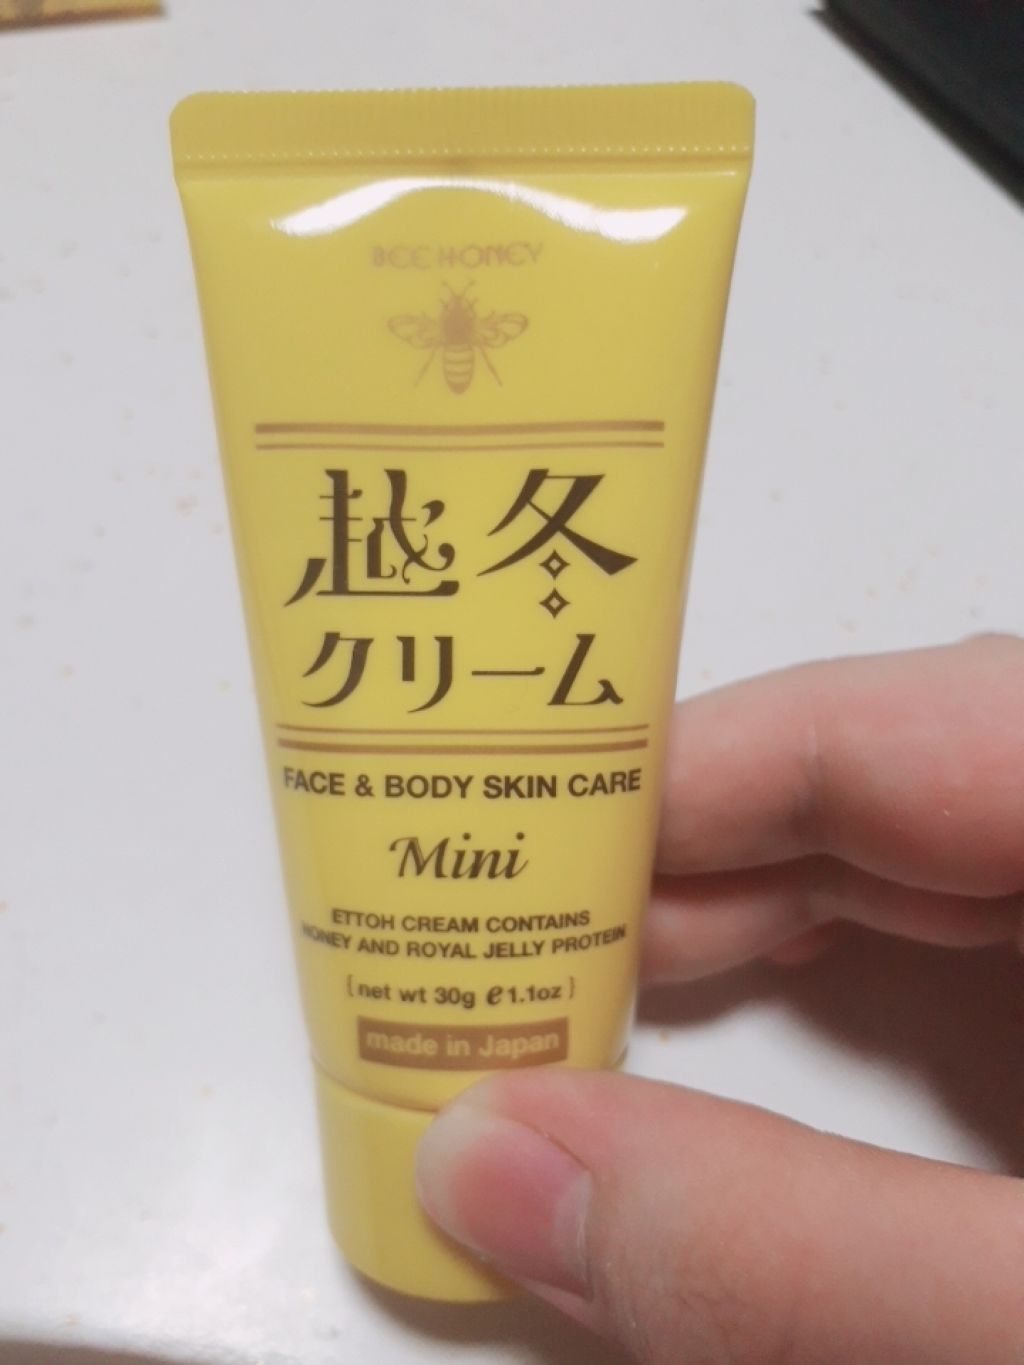 BEE HONEY
越冬
クリーム
FACE & BODY SKIN CARE
Mini
ETTOH CREAM CONTAINS
HONEY AND ROYAL JELLY PROTEIN
{net wt 30g ℮1.1oz}
made in Japan